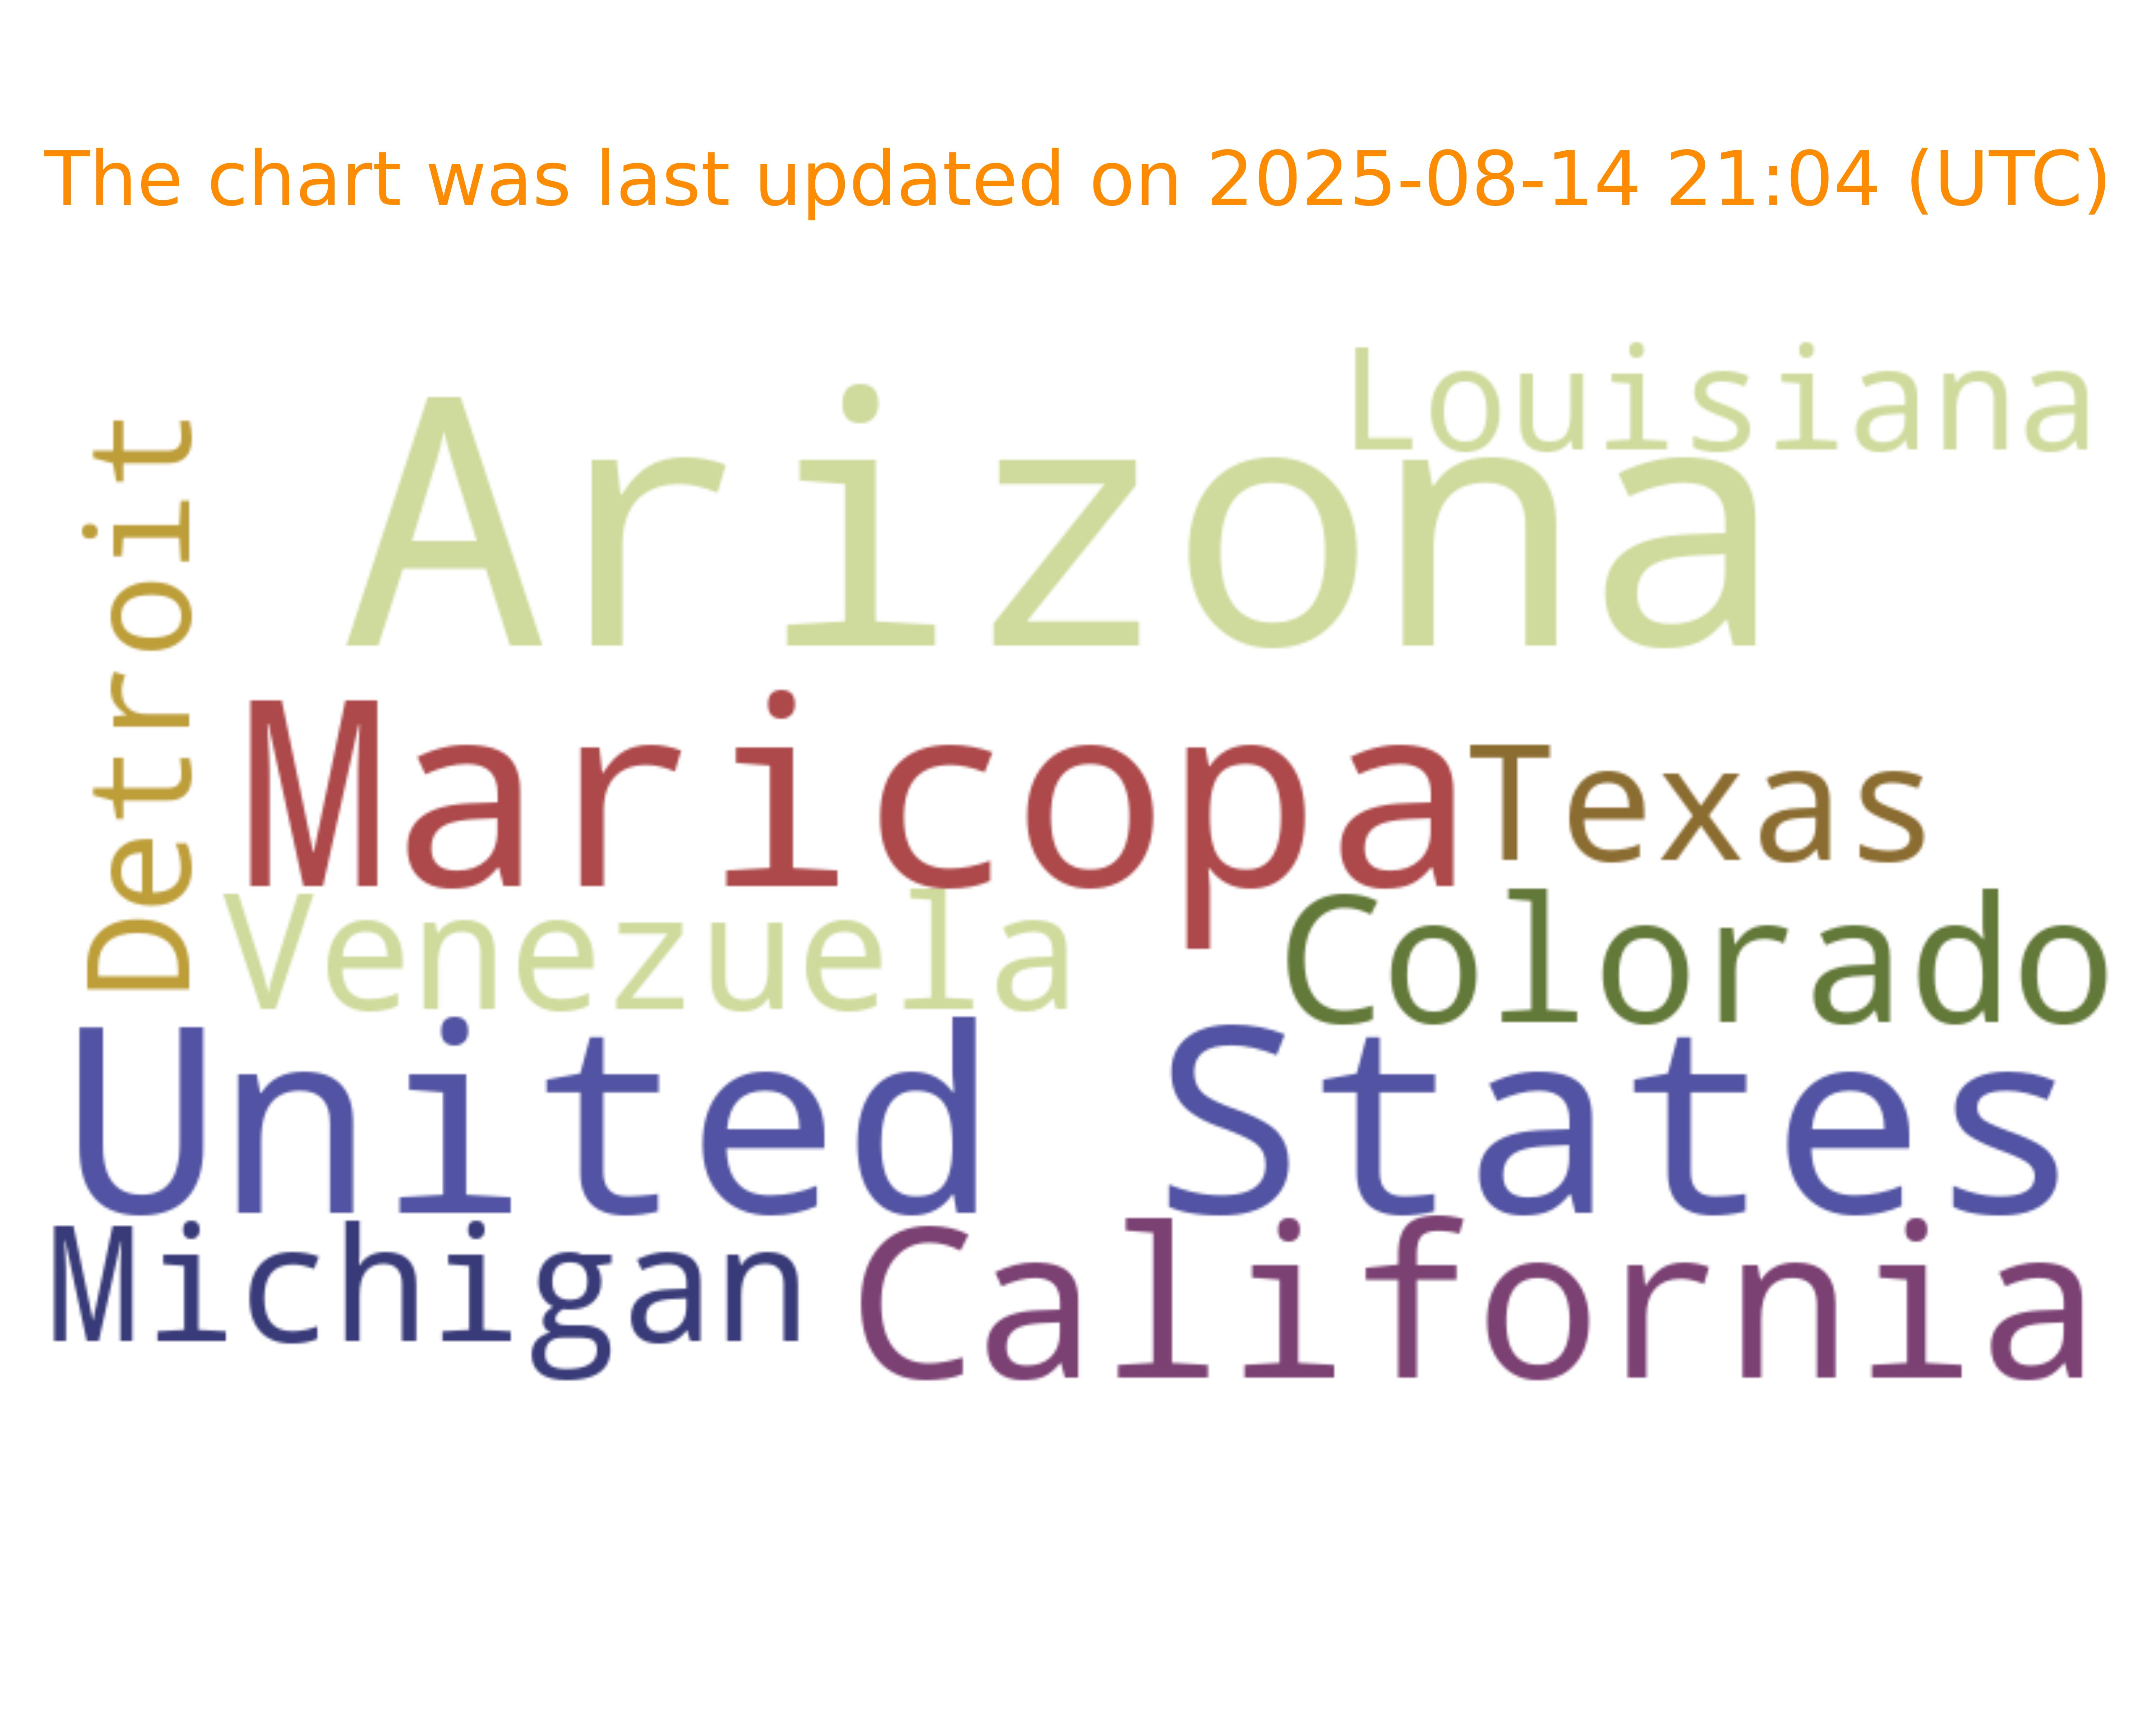 The chart was last updated on 2025-08-14 21:04 (UTC)
Louisiana
Arizona
Detroit
Maricopa
Texas
Venezuela
Colorado
United States
Michigan
California